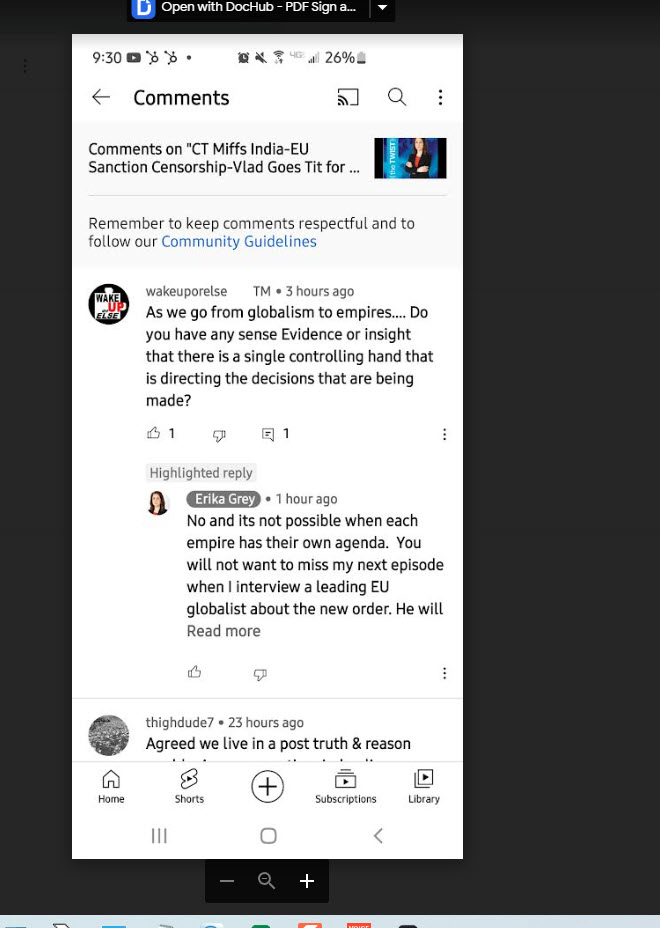 Open with DocHub - PDF Sign a...
9:30
4G 26%
Comments
Comments on "CT Miffs India-EU
Sanction Censorship-Vlad Goes Tit for ...
the TWIST
Remember to keep comments respectful and to
follow our Community Guidelines
WAKE
UP
ELSE
wakeuporelse TM • 3 hours ago
As we go from globalism to empires.... Do
you have any sense Evidence or insight
that there is a single controlling hand that
is directing the decisions that are being
made?
1 1
Highlighted reply
Erika Grey • 1 hour ago
No and its not possible when each
empire has their own agenda. You
will not want to miss my next episode
when I interview a leading EU
globalist about the new order. He will
Read more
thighdude7 • 23 hours ago
Agreed we live in a post truth & reason
Home Shorts Subscriptions Library